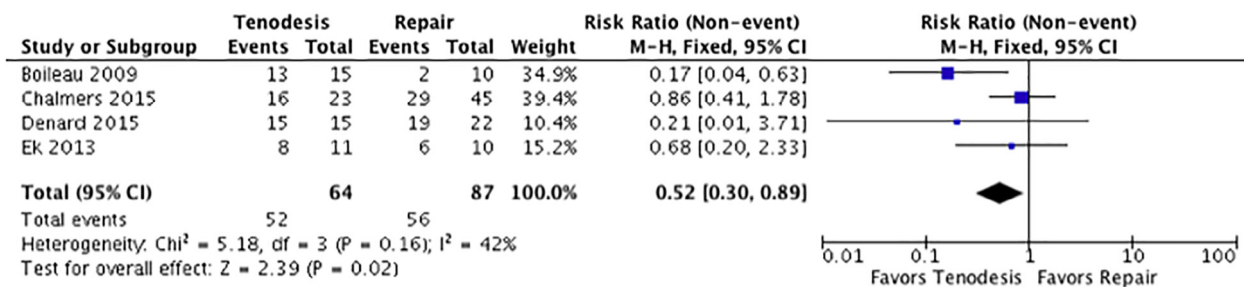 Tenodesis Repair Risk Ratio (Non-event) Risk Ratio (Non-event)
Study or Subgroup Events Total Events Total Weight M-H, Fixed, 95% CI M-H, Fixed, 95% CI
Boileau 2009 13 15 2 10 34.9% 0.17 [0.04, 0.63]
Chalmers 2015 16 23 29 45 39.4% 0.86 [0.41, 1.78]
Denard 2015 15 15 19 22 10.4% 0.21 [0.01, 3.71]
Ek 2013 8 11 6 10 15.2% 0.68 [0.20, 2.33]
Total (95% CI) 64 87 100.0% 0.52 [0.30, 0.89]
Total events 52 56
Heterogeneity: Chi² = 5.18, df = 3 (P = 0.16); I² = 42%
Test for overall effect: Z = 2.39 (P = 0.02)
0.01 0.1 1 10 100
Favors Tenodesis Favors Repair